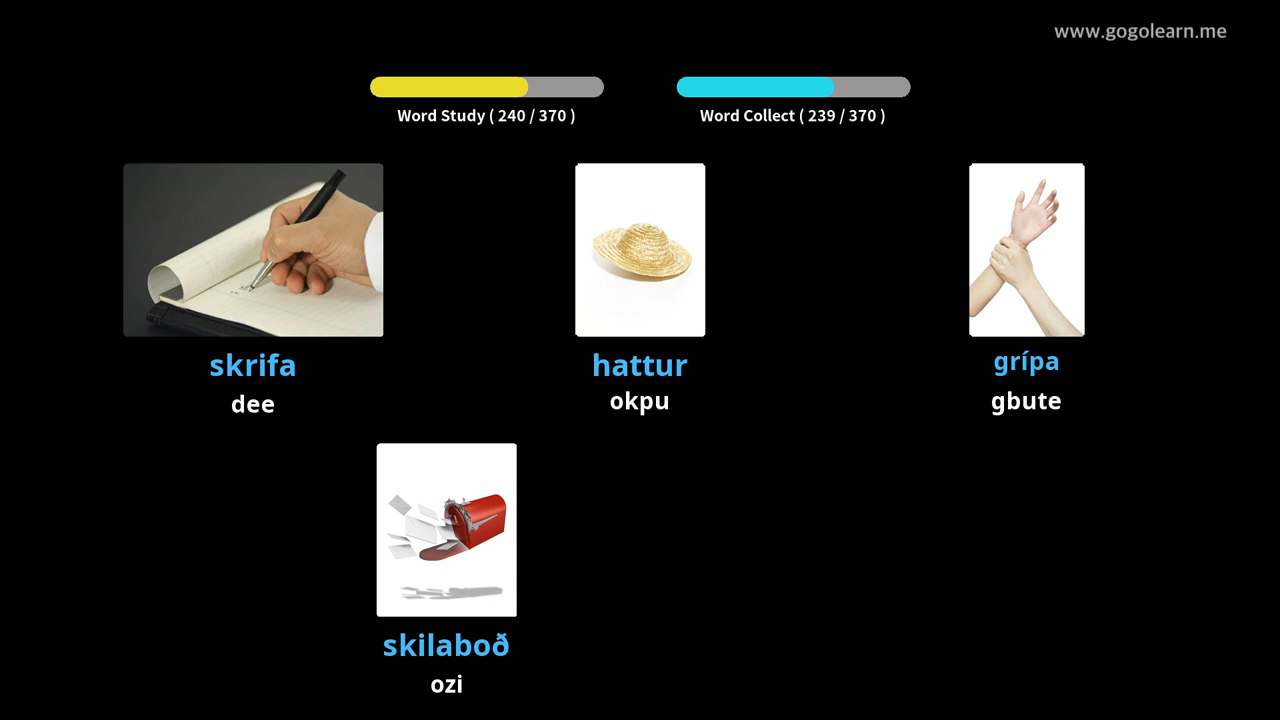 www.gogolearn.me
Word Study ( 240 / 370 )
Word Collect ( 239 / 370 )
skrifa
dee
hattur
okpu
grípa
gbute
skilaboð
ozi